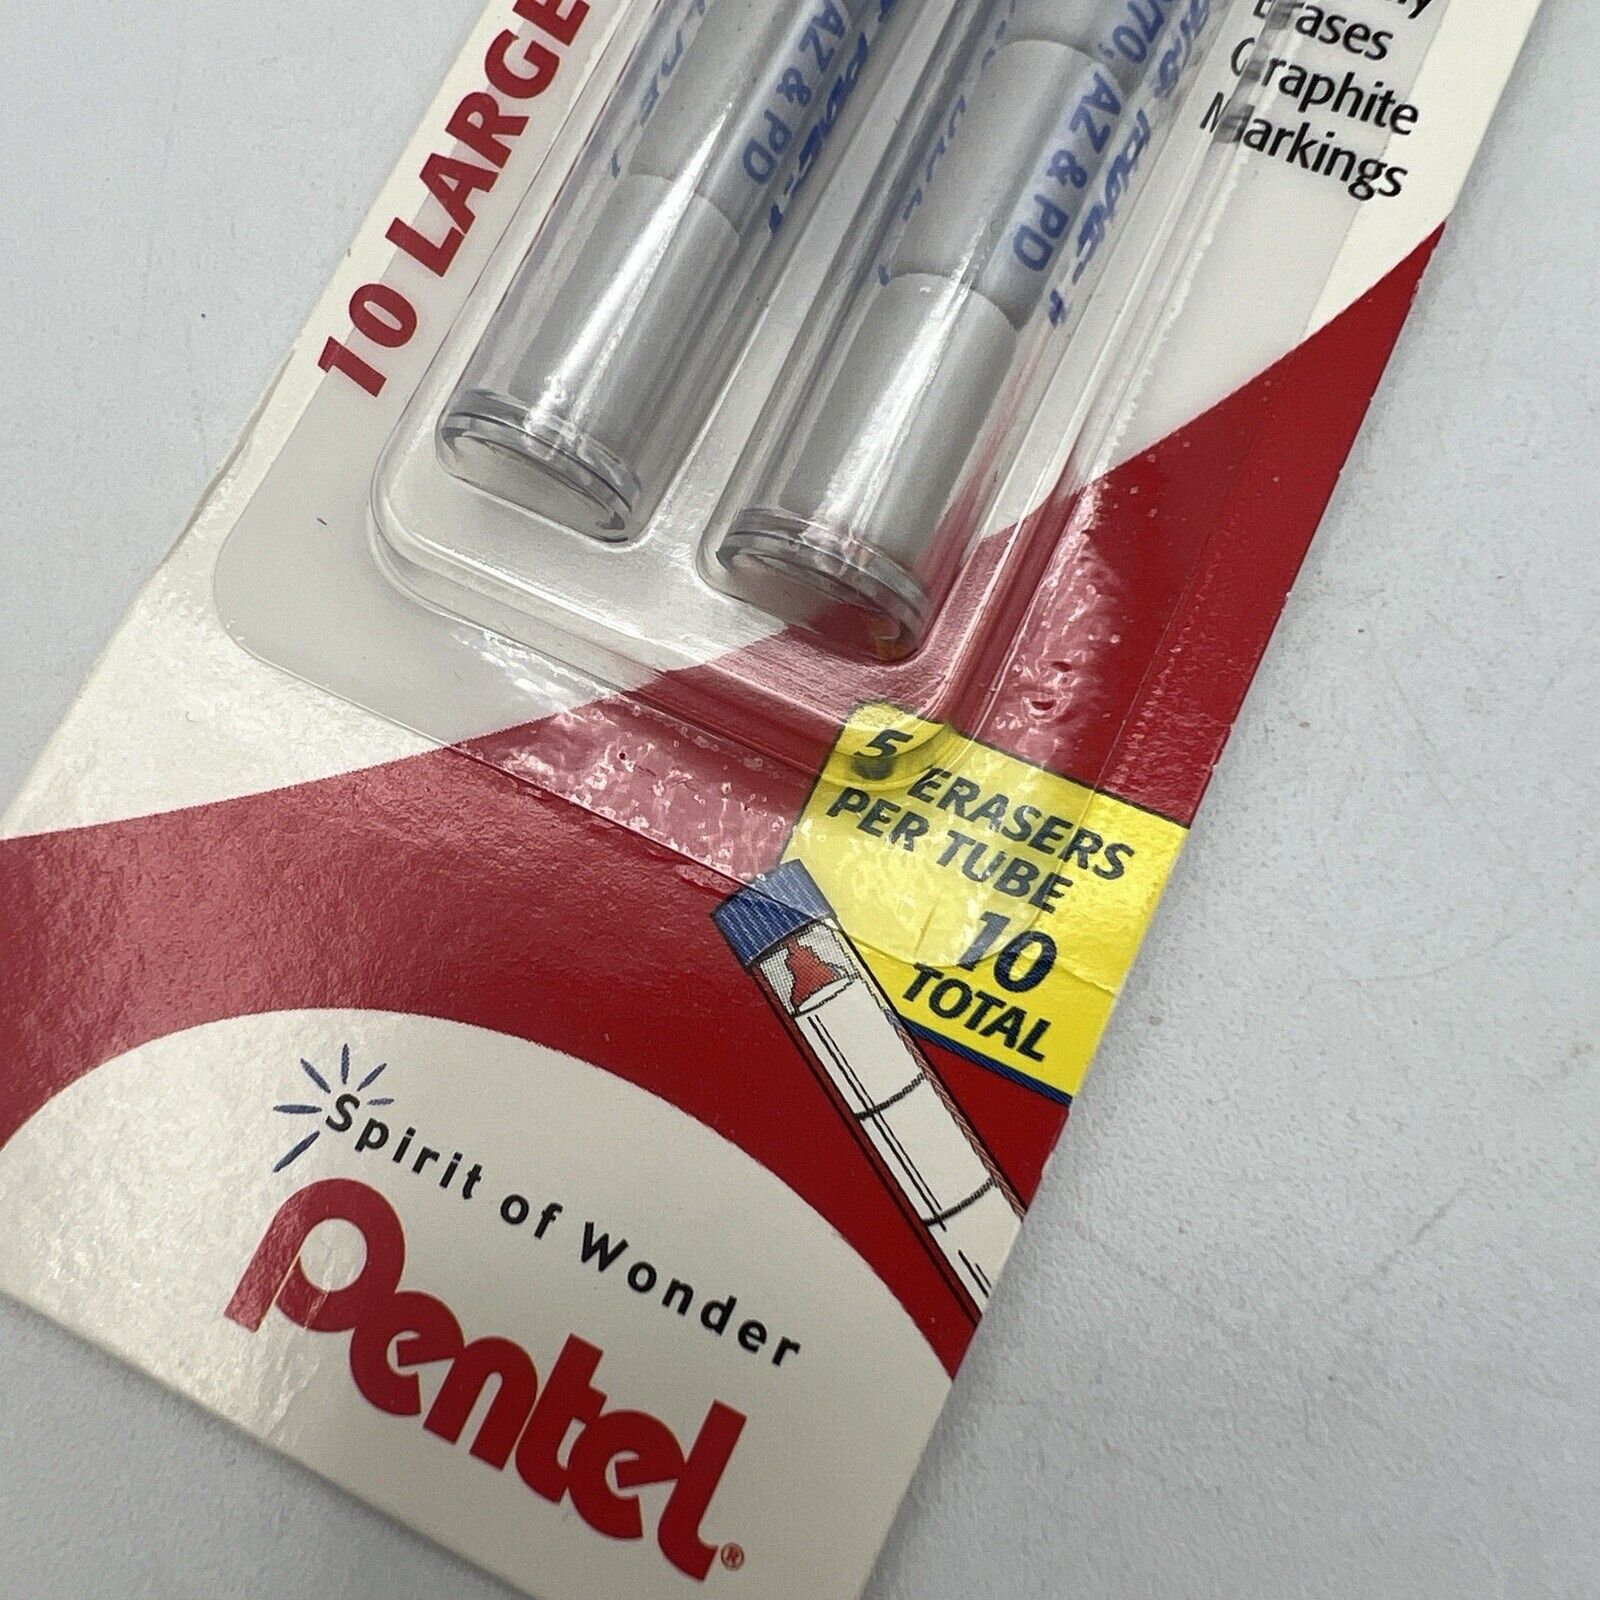 10 LARGE
AZ & PD
AZ & PD
Erases
Graphite
Markings
5 ERASERS
PER TUBE
10
TOTAL
Spirit of Wonder
Pentel®